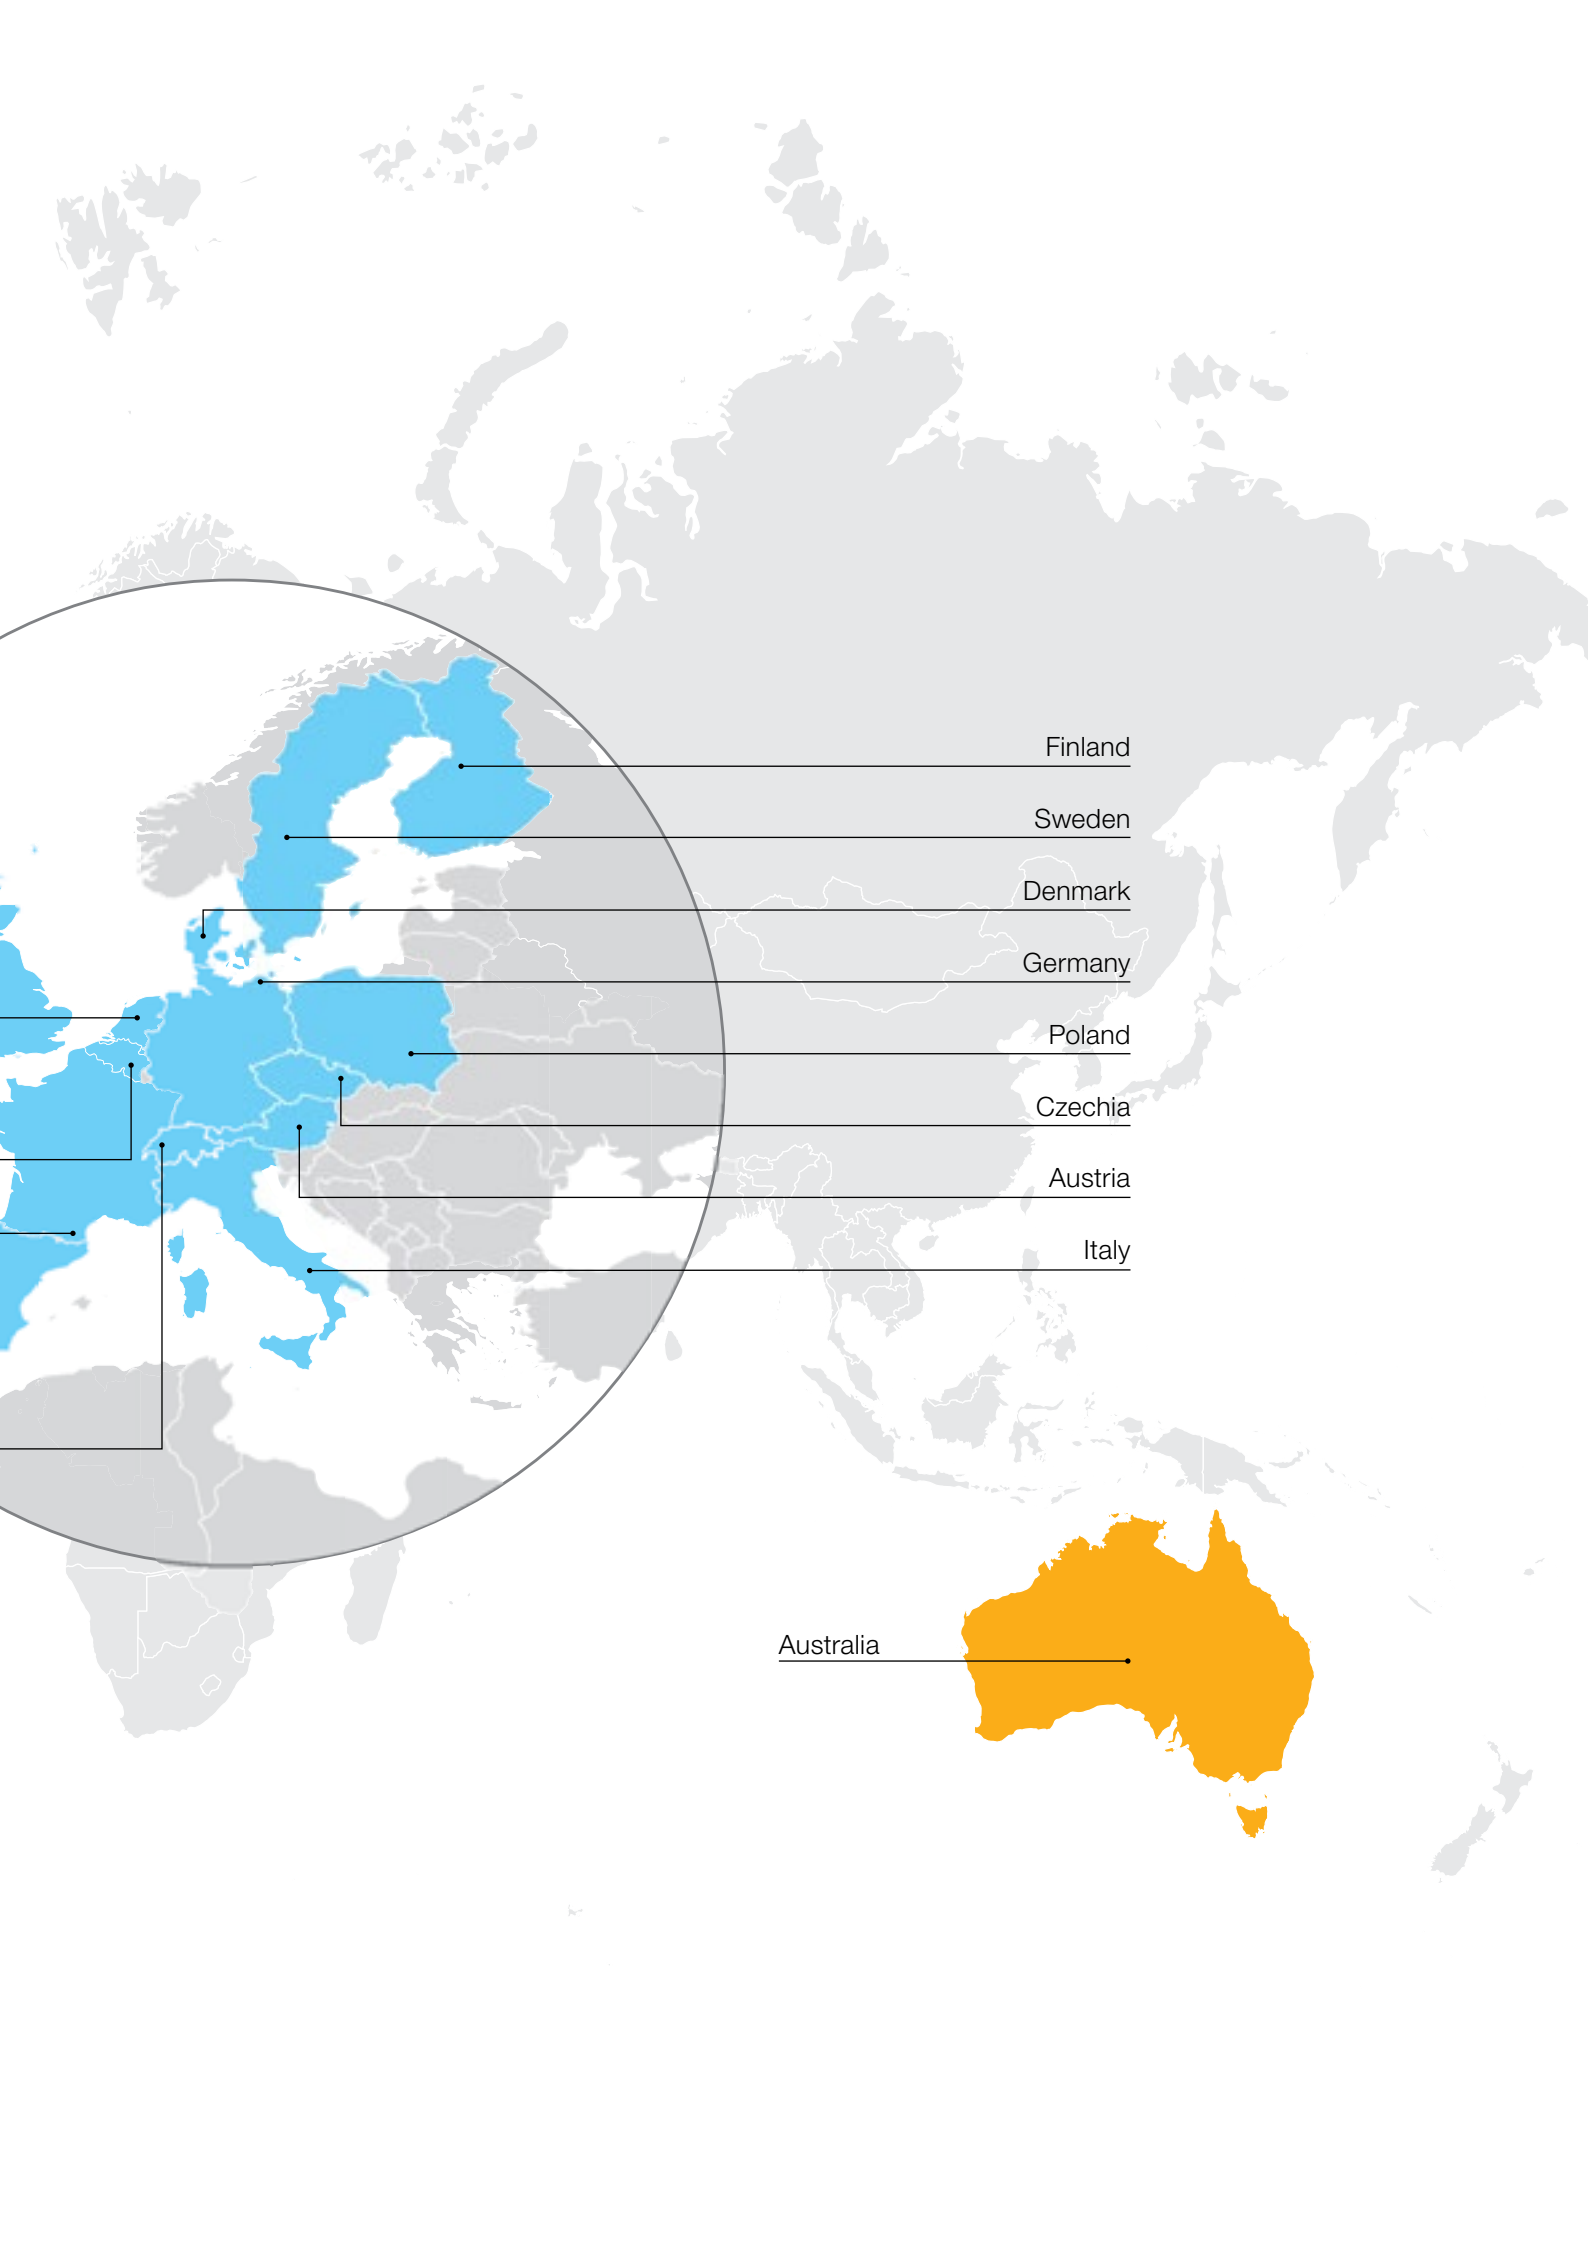 Finland
Sweden
Denmark
Germany
Poland
Czechia
Austria
Italy
Australia